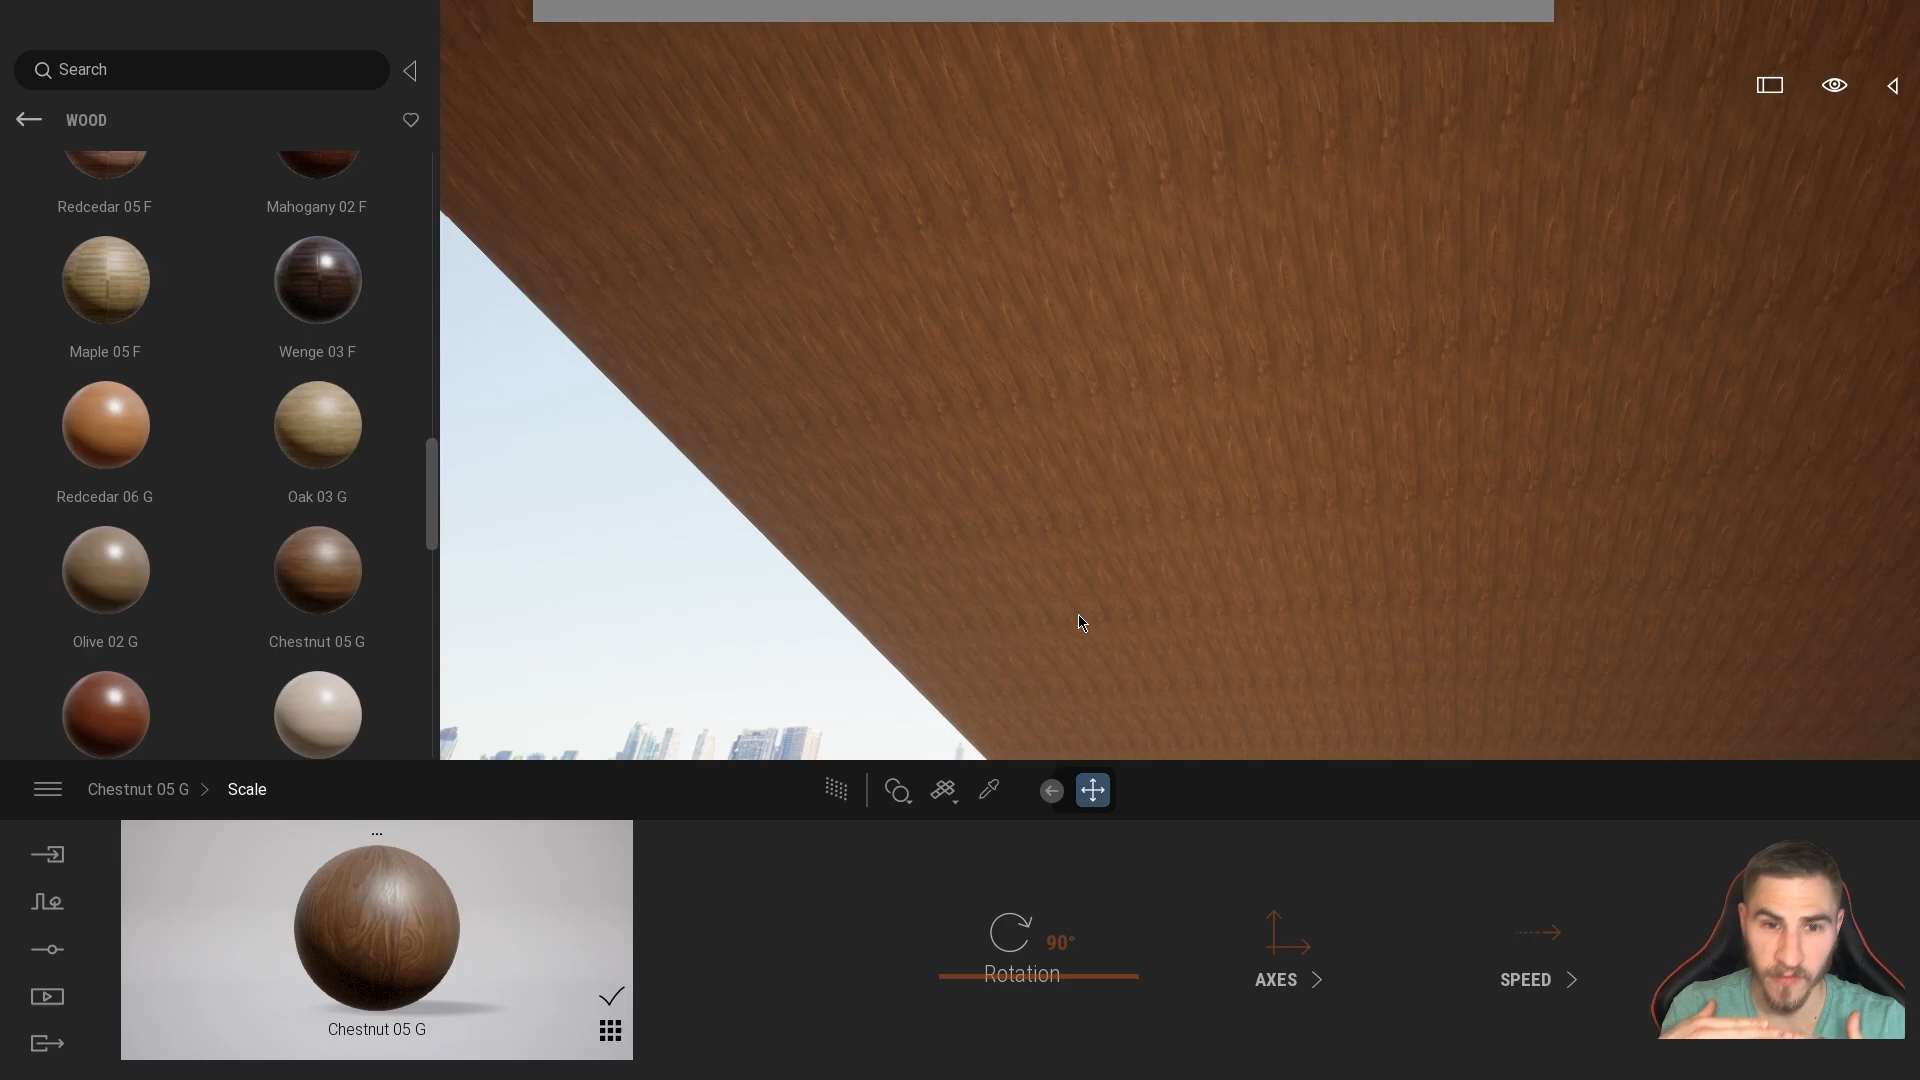 Search
WOOD
Redcedar 05 F
Mahogany 02 F
Maple 05 F
Wenge 03 F
Redcedar 06 G
Oak 03 G
Olive 02 G
Chestnut 05 G
Chestnut 05 G
Scale
...
Chestnut 05 G
90°
Rotation
AXES
SPEED